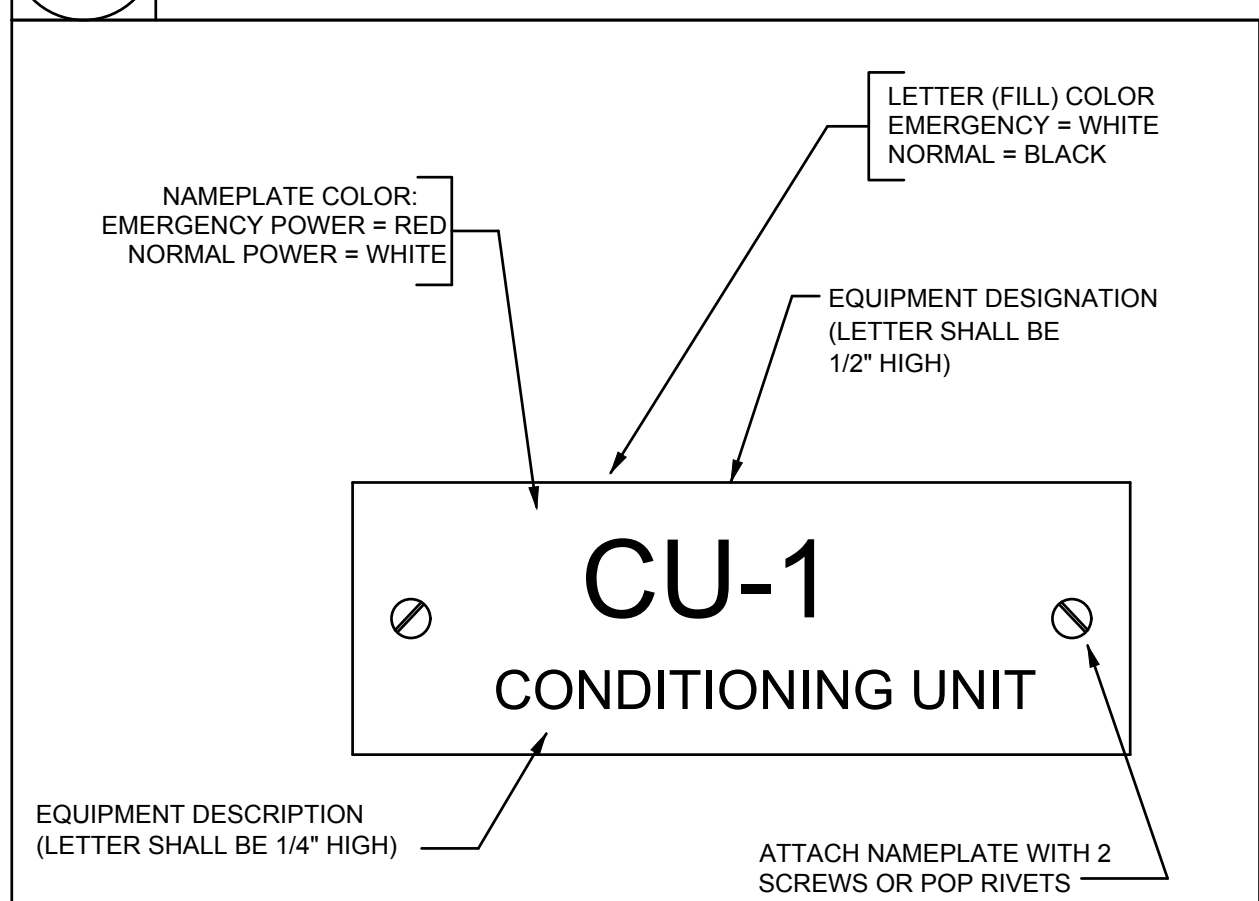 LETTER (FILL) COLOR
EMERGENCY = WHITE
NORMAL = BLACK
NAMEPLATE COLOR:
EMERGENCY POWER = RED
NORMAL POWER = WHITE
EQUIPMENT DESIGNATION
(LETTER SHALL BE
1/2" HIGH)
CU-1
CONDITIONING UNIT
EQUIPMENT DESCRIPTION
(LETTER SHALL BE 1/4" HIGH)
ATTACH NAMEPLATE WITH 2
SCREWS OR POP RIVETS